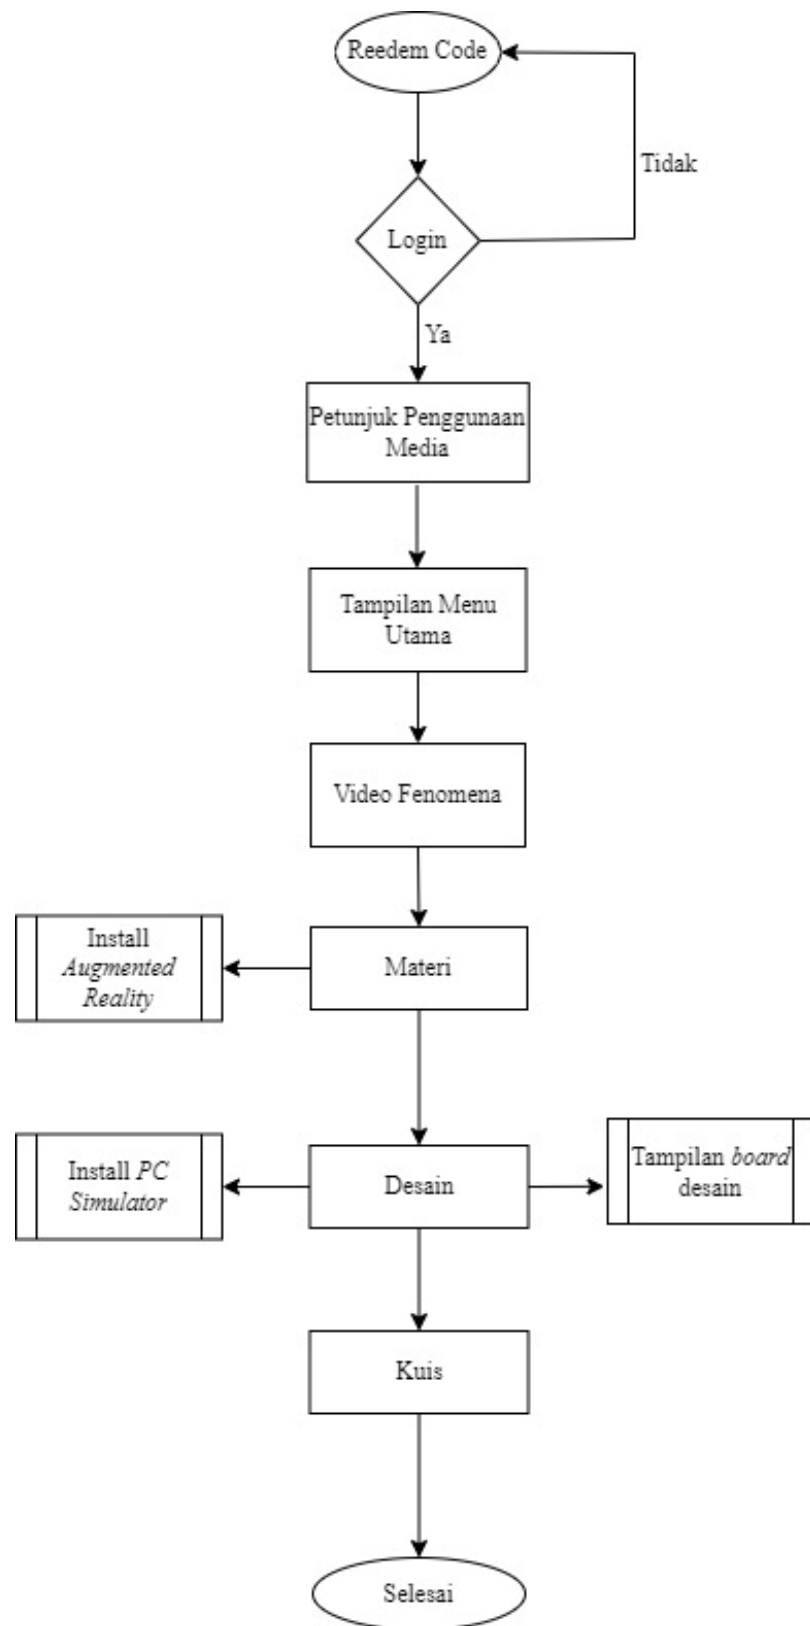 Reedem Code
Tidak
Login
Ya
Petunjuk Penggunaan
Media
Tampilan Menu
Utama
Video Fenomena
Install
Augmented
Reality
Materi
Install PC
Simulator
Desain
Tampilan board
desain
Kuis
Selesai